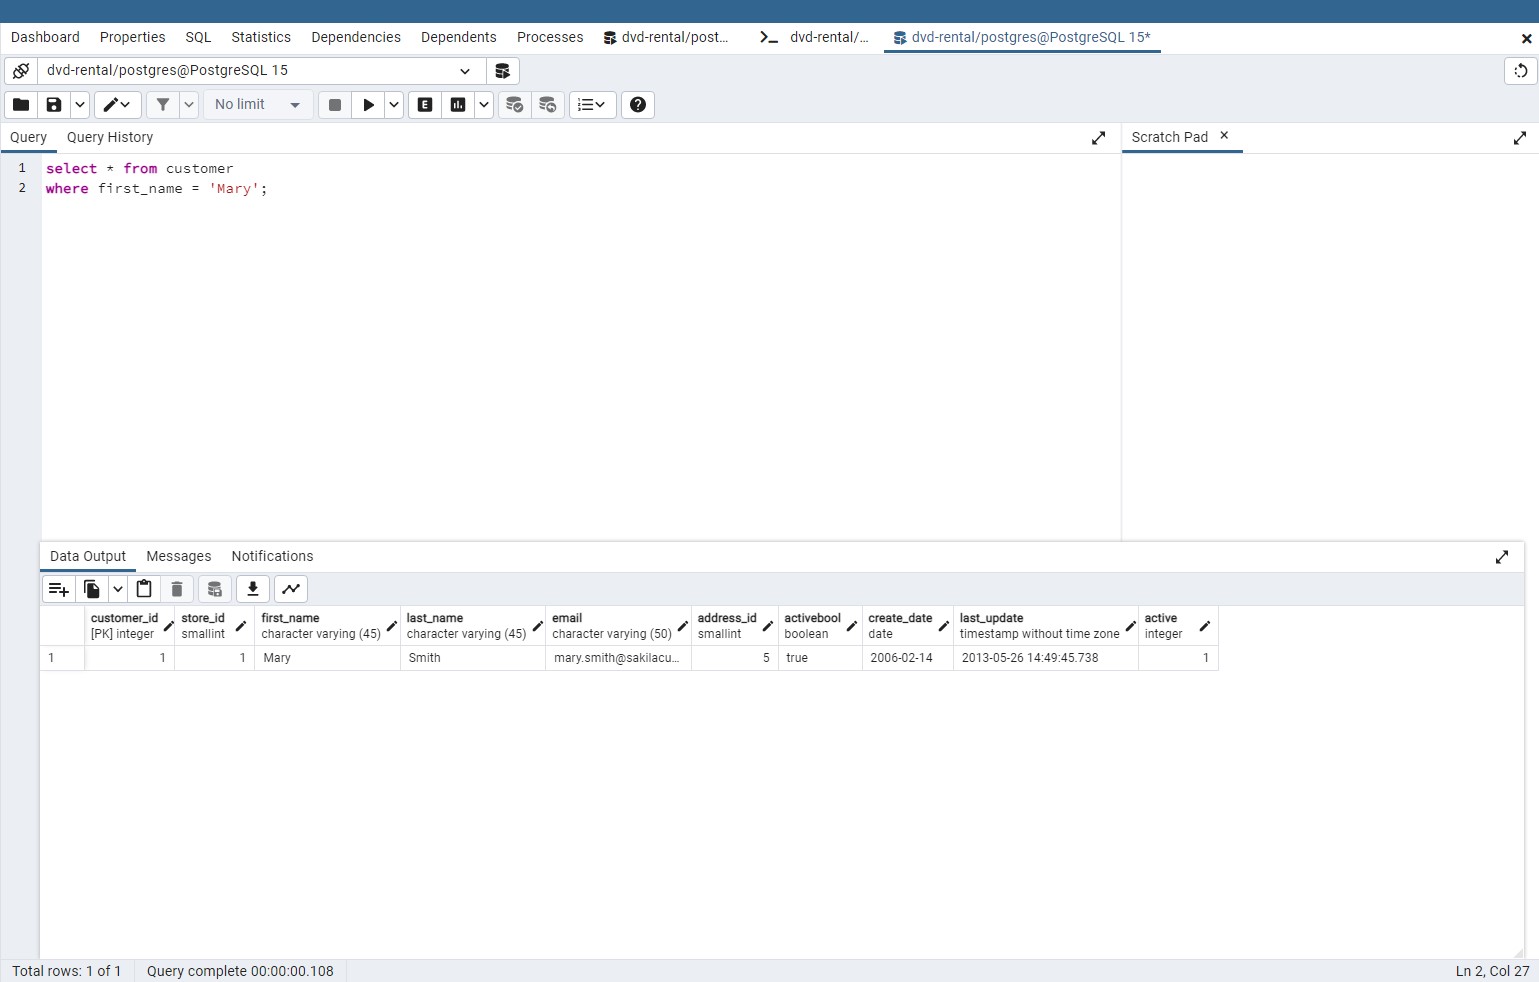 Dashboard Properties SQL Statistics Dependencies Dependents Processes dvd-rental/post... dvd-rental/... dvd-rental/postgres@PostgreSQL 15*
dvd-rental/postgres@PostgreSQL 15
No limit E
Query Query History Scratch Pad
1 select * from customer
2 where first_name = 'Mary';
Data Output Messages Notifications
customer_id store_id first_name last_name email address_id activebool create_date last_update active
[PK] integer smallint character varying (45) character varying (45) character varying (50) smallint boolean date timestamp without time zone integer
1 1 1 Mary Smith mary.smith@sakilacu... 5 true 2006-02-14 2013-05-26 14:49:45.738 1
Total rows: 1 of 1 Query complete 00:00:00.108 Ln 2, Col 27